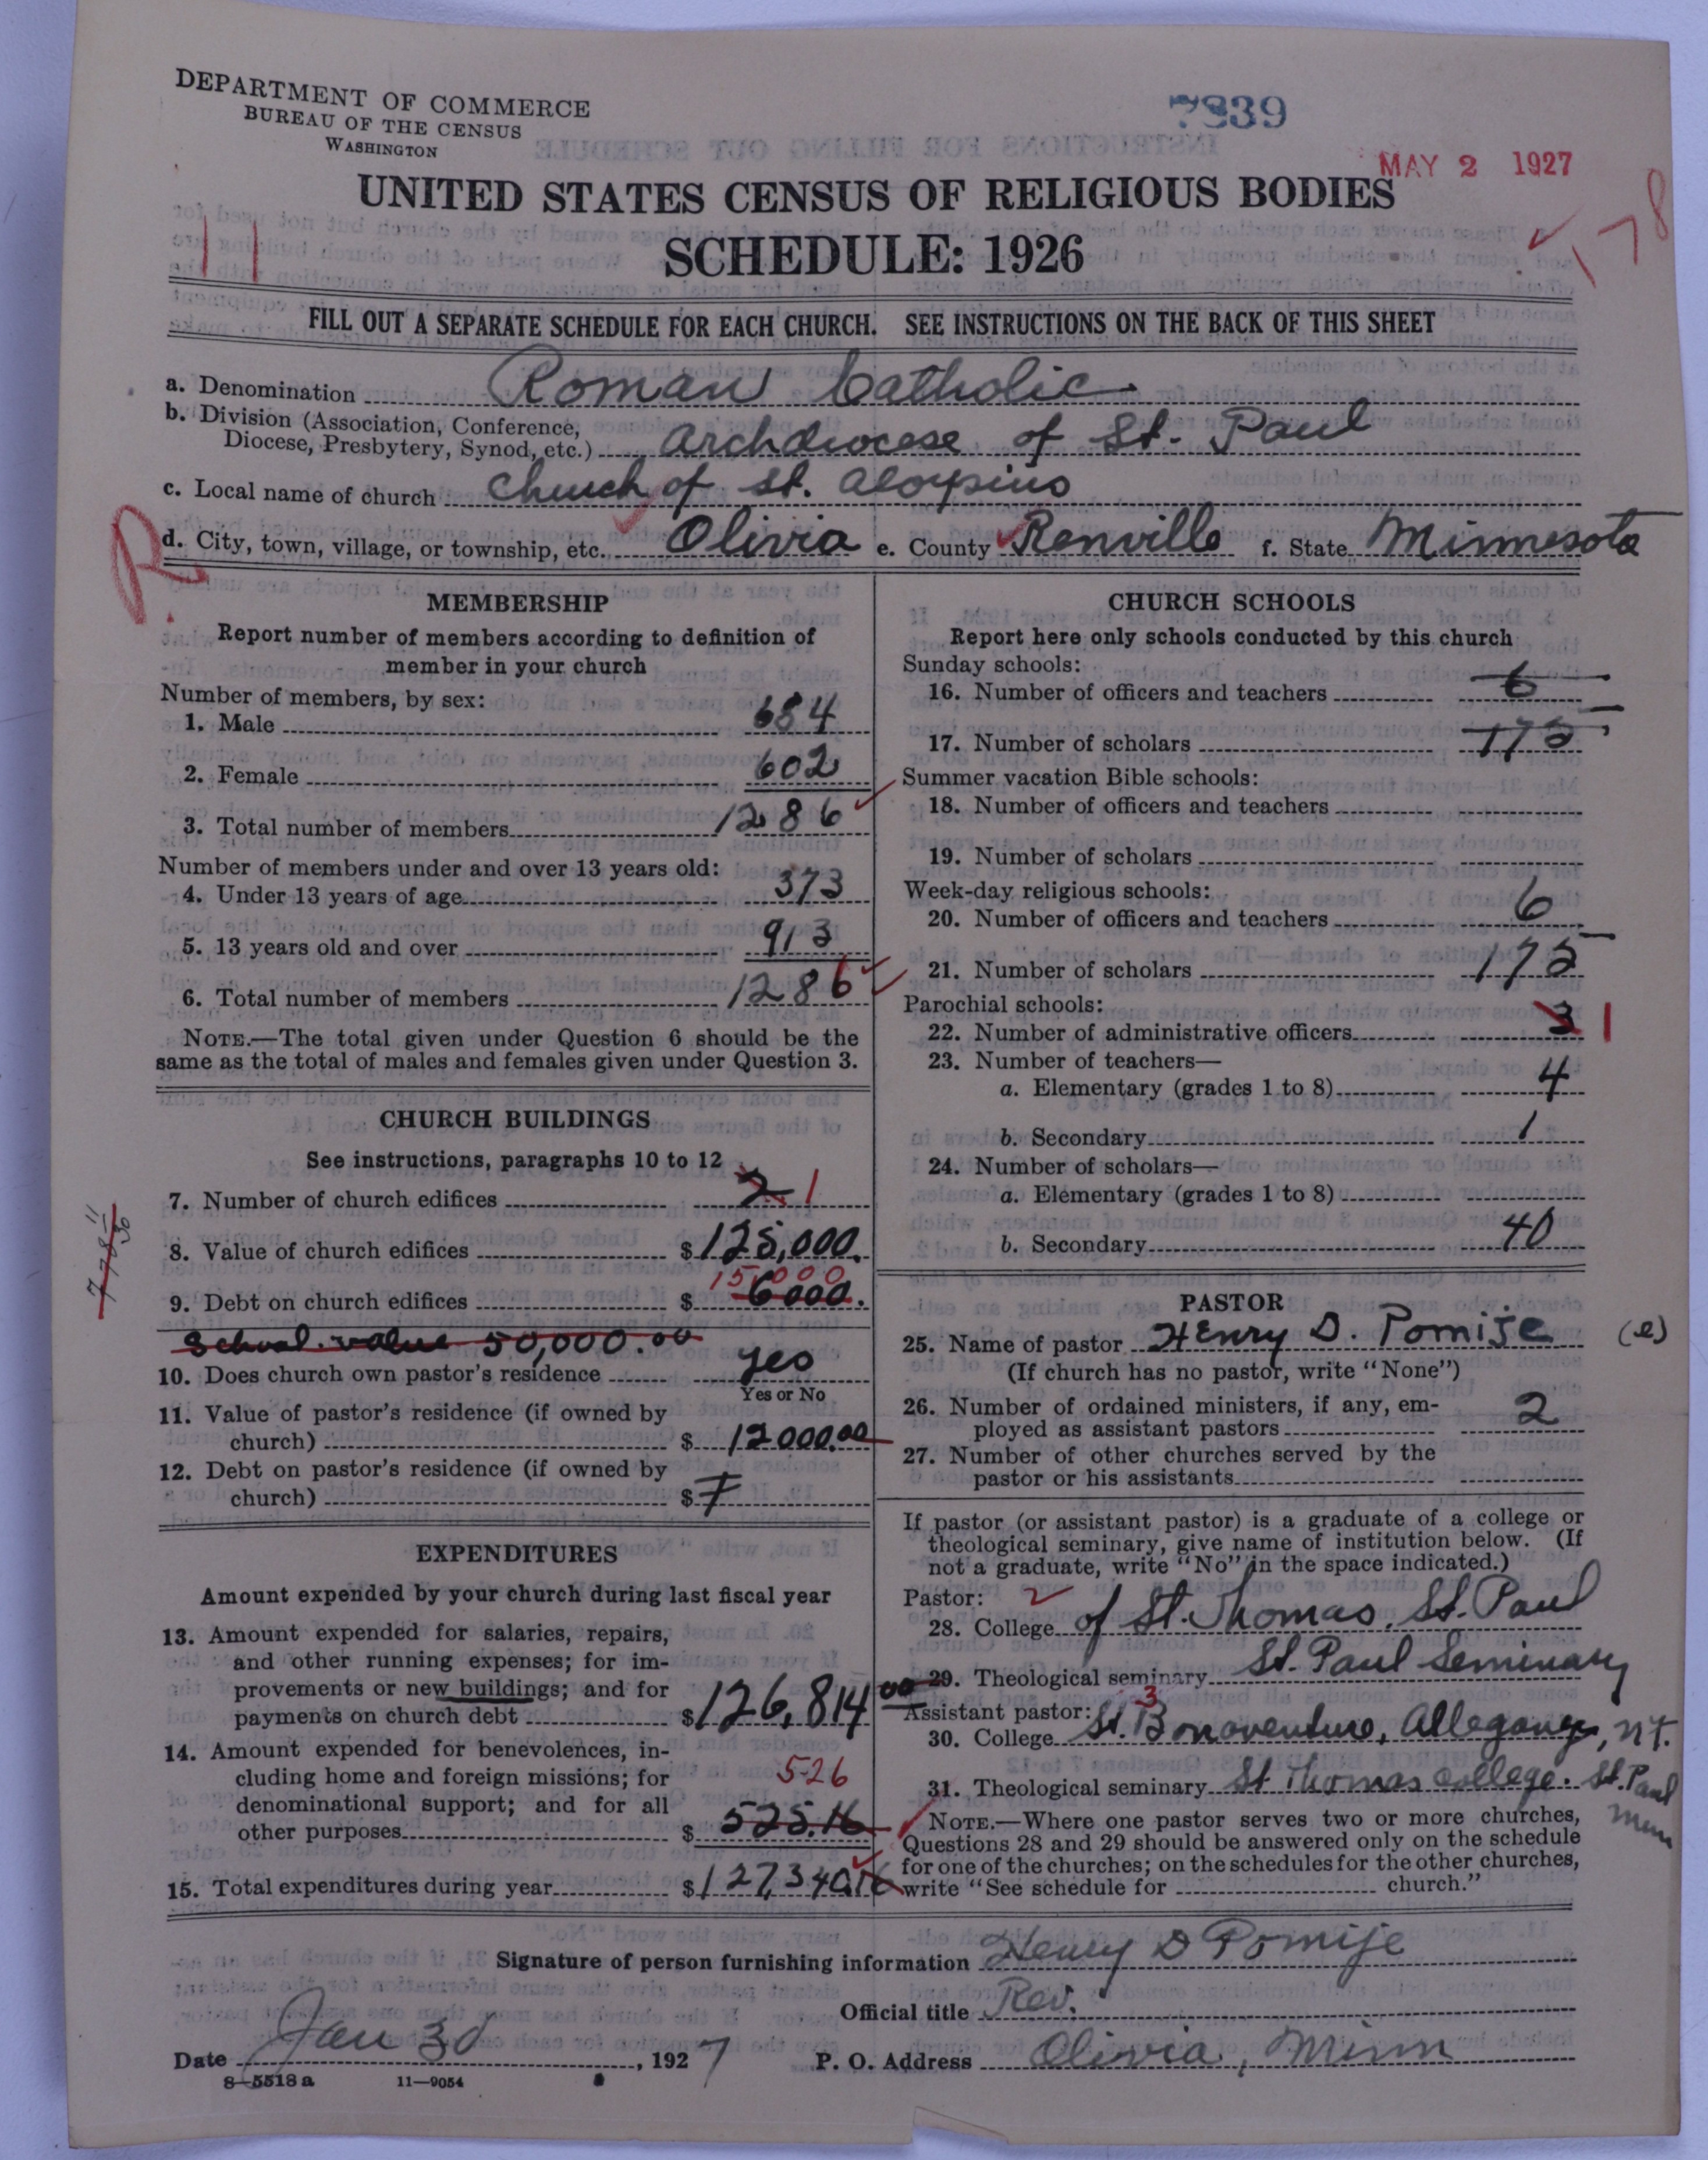 DEPARTMENT OF COMMERCE
BUREAU OF THE CENSUS
WASHINGTON
7839
MAY 2 1927
UNITED STATES CENSUS OF RELIGIOUS BODIES
SCHEDULE: 1926
11
178
FILL OUT A SEPARATE SCHEDULE FOR EACH CHURCH. SEE INSTRUCTIONS ON THE BACK OF THIS SHEET
a. Denomination Roman Catholic
b. Division (Association, Conference,
Diocese, Presbytery, Synod, etc.) Archdiocese of St. Paul
c. Local name of church Church of St. Aloysius
R
d. City, town, village, or township, etc. Olivia e. County Renville f. State Minnesota
MEMBERSHIP
Report number of members according to definition of
member in your church
Number of members, by sex:
1. Male 684
2. Female 602
3. Total number of members 1286
Number of members under and over 13 years old:
4. Under 13 years of age 373
5. 13 years old and over 913
6. Total number of members 1286
NOTE.—The total given under Question 6 should be the
same as the total of males and females given under Question 3.
CHURCH BUILDINGS
See instructions, paragraphs 10 to 12
7. Number of church edifices 2 1
8. Value of church edifices $125,000.
15,000
9. Debt on church edifices $ 6000.
School value 50,000.00
10. Does church own pastor's residence yes
Yes or No
11. Value of pastor's residence (if owned by
church) $ 12000.00
12. Debt on pastor's residence (if owned by
church) $
EXPENDITURES
Amount expended by your church during last fiscal year
13. Amount expended for salaries, repairs,
and other running expenses; for im-
provements or new buildings; and for
payments on church debt $126,814 00
14. Amount expended for benevolences, in-
cluding home and foreign missions; for 526
denominational support; and for all
other purposes $ 525.16
15. Total expenditures during year $127,340.16
CHURCH SCHOOLS
Report here only schools conducted by this church
Sunday schools:
16. Number of officers and teachers 6
17. Number of scholars 175
Summer vacation Bible schools:
18. Number of officers and teachers
19. Number of scholars
Week-day religious schools:
20. Number of officers and teachers 6
21. Number of scholars 175
Parochial schools:
22. Number of administrative officers 3 1
23. Number of teachers—
a. Elementary (grades 1 to 8) 4
b. Secondary 1
24. Number of scholars—
a. Elementary (grades 1 to 8)
b. Secondary 40
PASTOR
25. Name of pastor Henry D. Pomije (e)
(If church has no pastor, write "None")
26. Number of ordained ministers, if any, em-
ployed as assistant pastors 2
27. Number of other churches served by the
pastor or his assistants
If pastor (or assistant pastor) is a graduate of a college or
theological seminary, give name of institution below. (If
not a graduate, write "No" in the space indicated.)
Pastor: 2
28. College of St. Thomas, St. Paul
29. Theological seminary St. Paul Seminary
Assistant pastor: 3
30. College St. Bonaventure, Allegany, N.Y.
31. Theological seminary St Thomas College. St. Paul
Minn
NOTE.—Where one pastor serves two or more churches,
Questions 28 and 29 should be answered only on the schedule
for one of the churches; on the schedules for the other churches,
write "See schedule for church."
Signature of person furnishing information Henry D Pomije
Official title Rev.
Date Jan 30, 1927 P. O. Address Olivia, Minn
8—5518a 11—9054